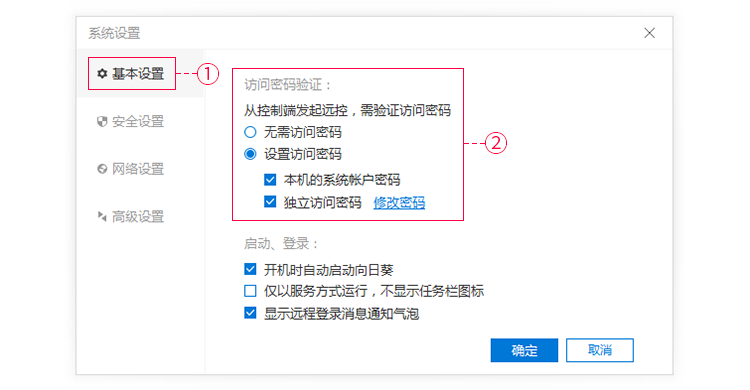 系统设置
基本设置
1
安全设置
网络设置
高级设置
访问密码验证：
从控制端发起远控，需验证访问密码
无需访问密码
设置访问密码
本机的系统帐户密码
独立访问密码 修改密码
2
启动、登录：
开机时自动启动向日葵
仅以服务方式运行，不显示任务栏图标
显示远程登录消息通知气泡
确定 取消